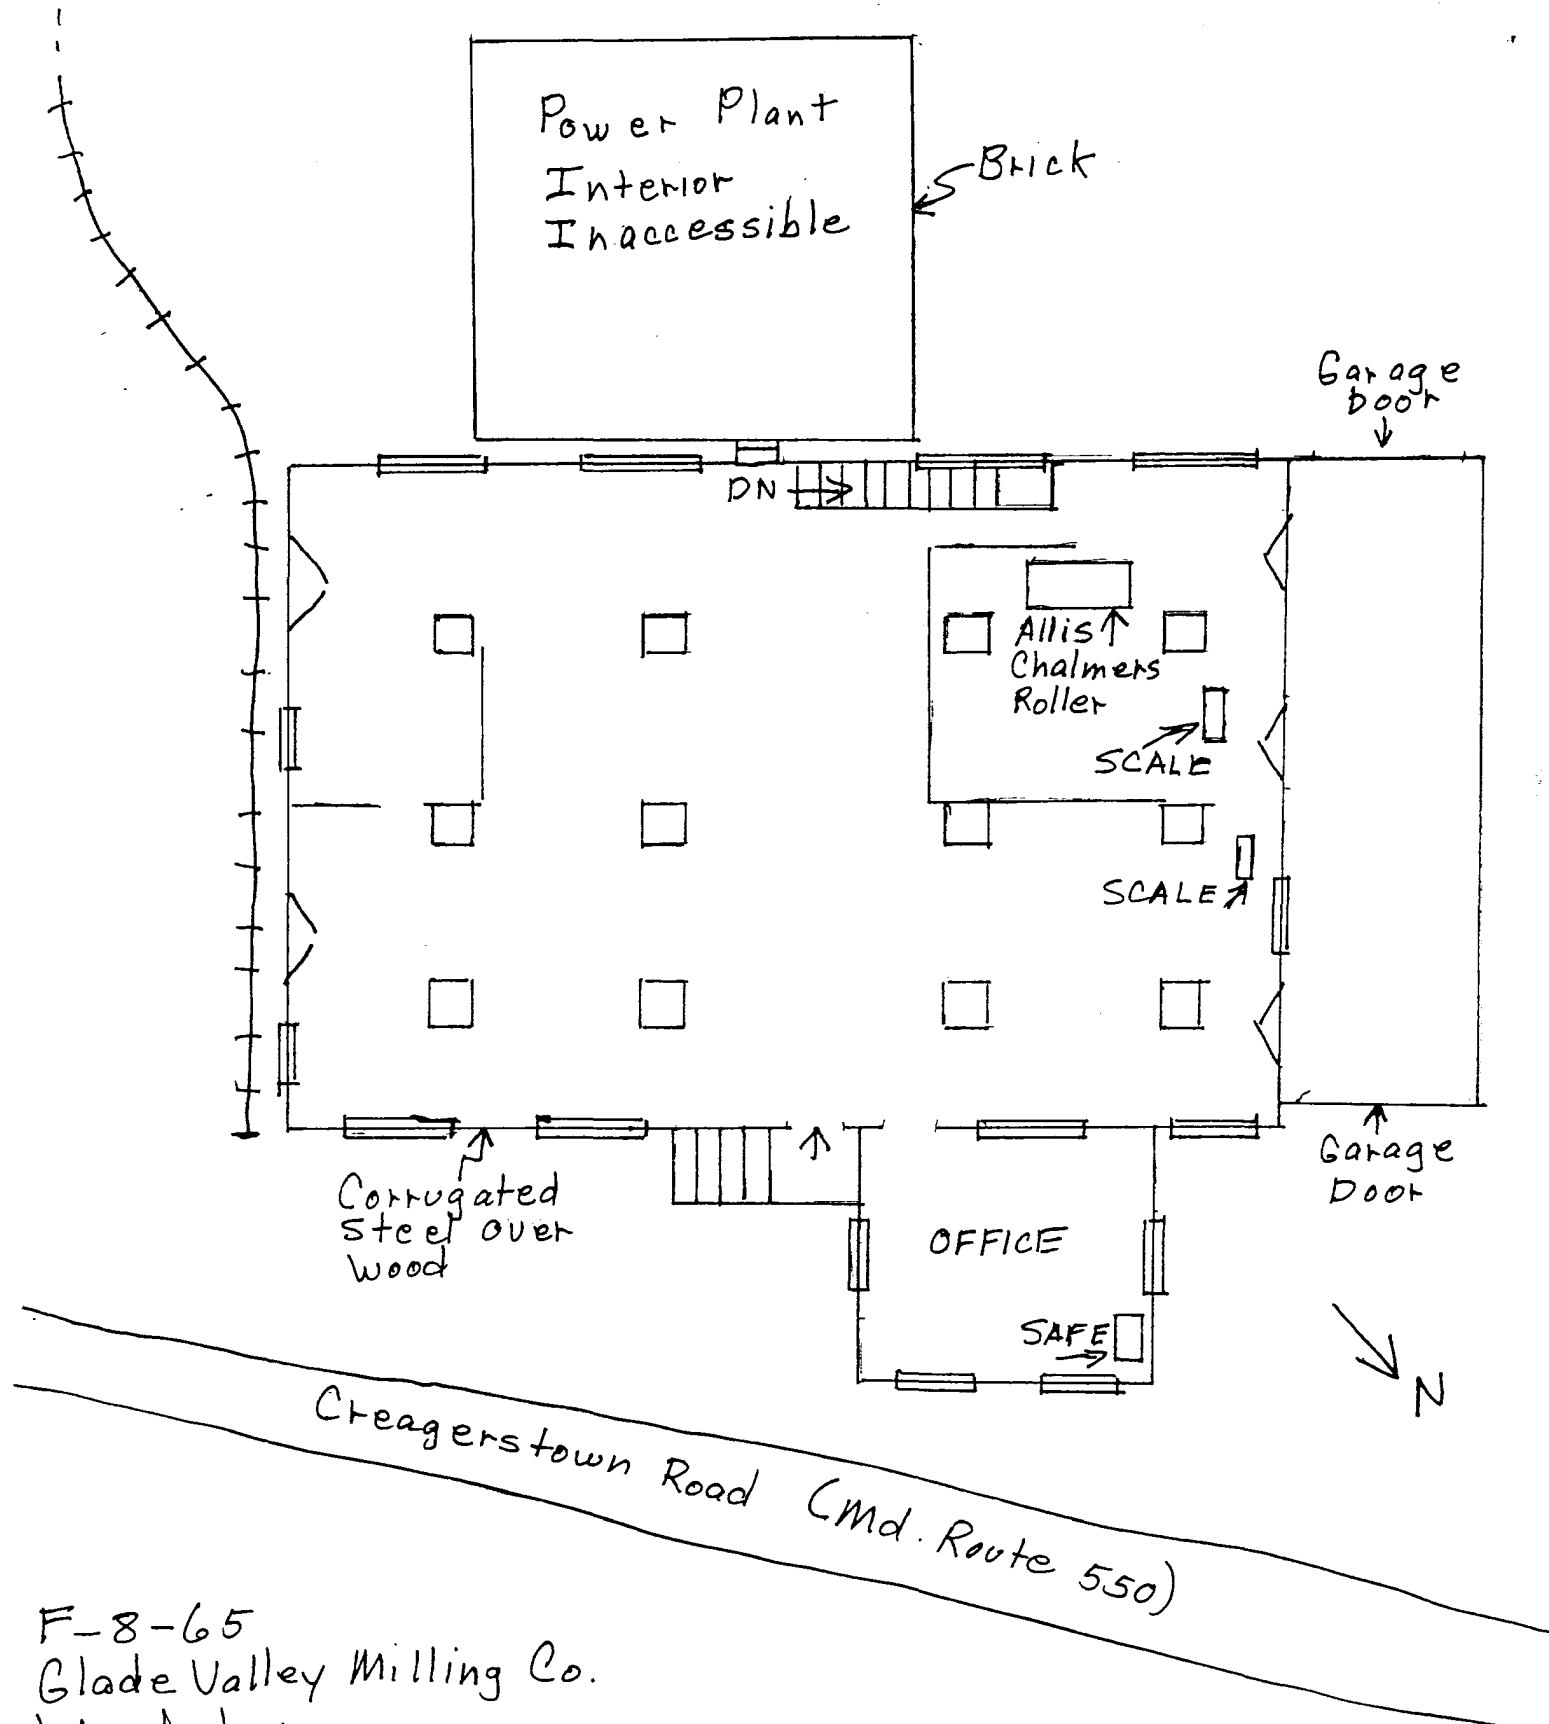 Power Plant
Interior
Inaccessible
Brick
Garage
Door
DN
Allis
Chalmers
Roller
SCALE
SCALE
Corrugated
Steel over
Wood
Garage
Door
OFFICE
SAFE
N
Creagerstown Road (Md. Route 550)
F-8-65
Glade Valley Milling Co.